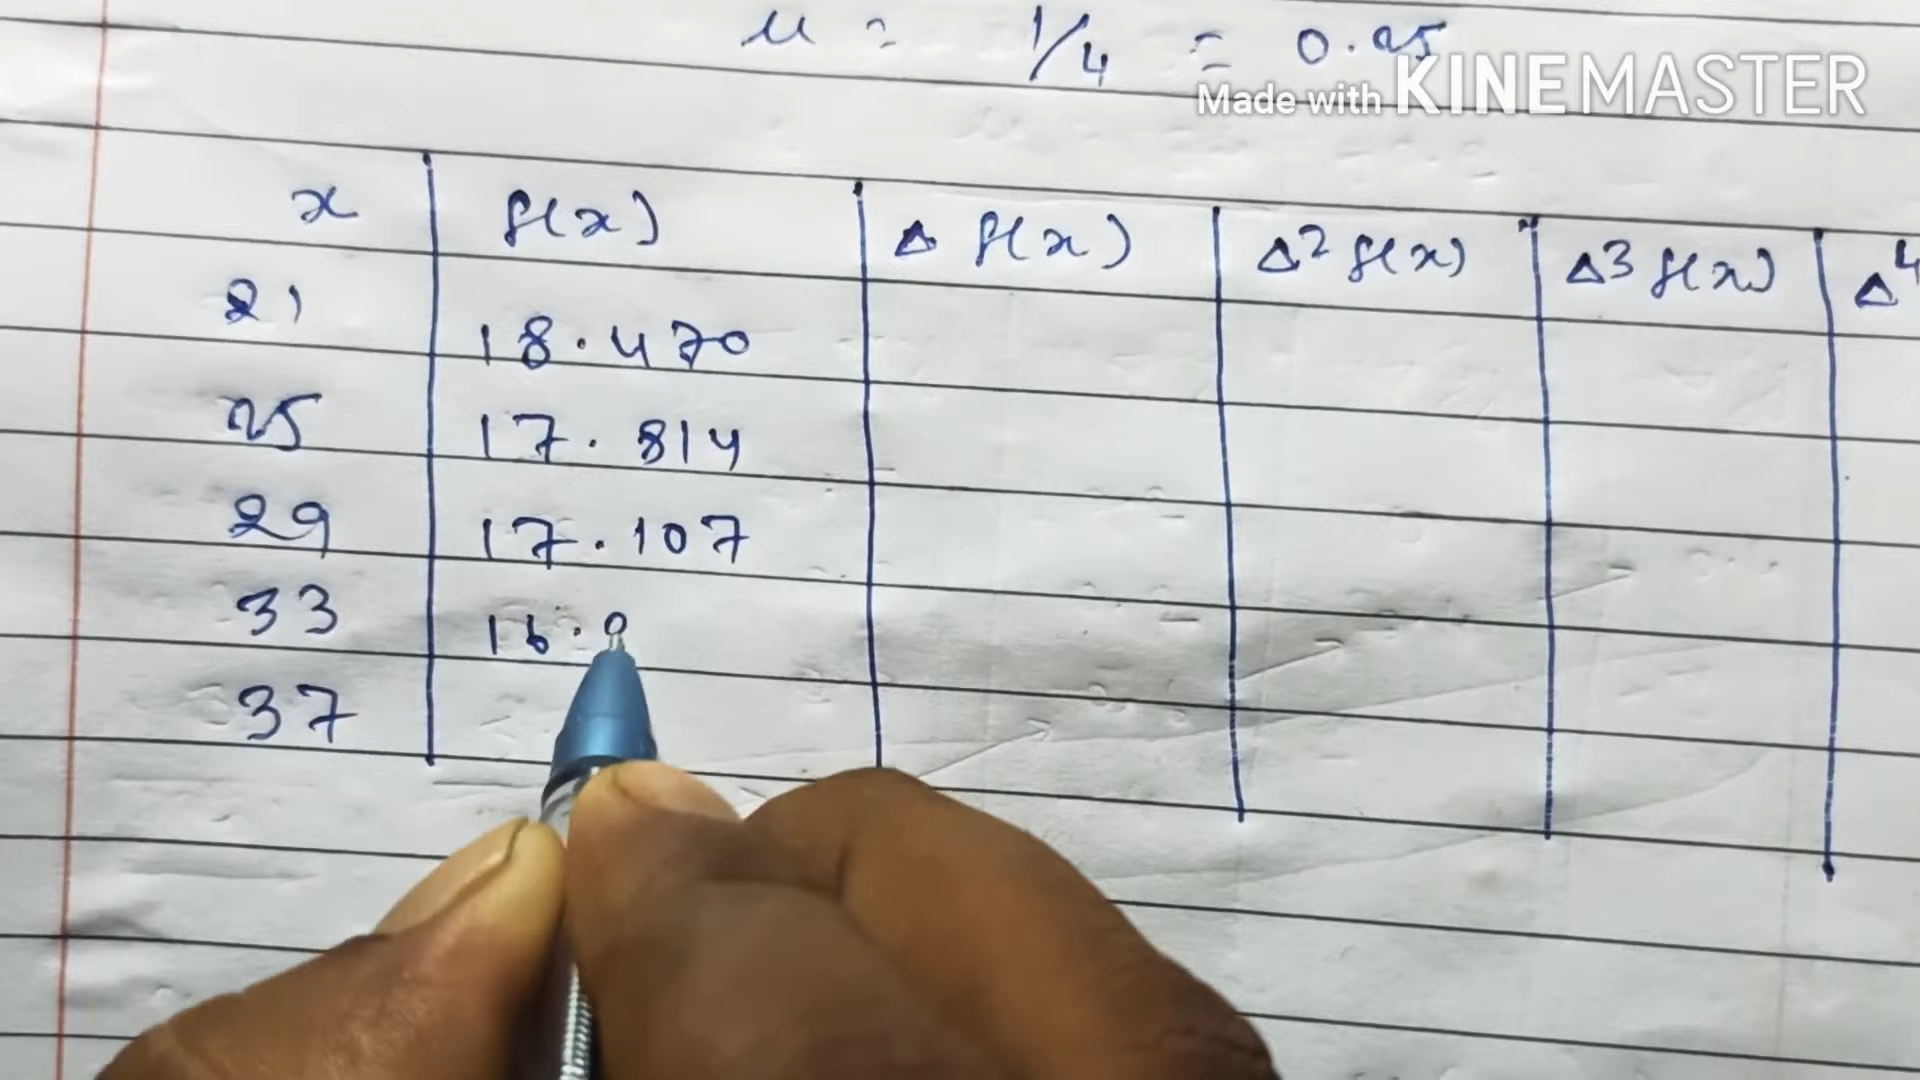 u = 1/4 = 0.25
Made with KINEMASTER
x f(x) Δ f(x) Δ² f(x) Δ³ f(x) Δ⁴
21 18.470
25 17.814
29 17.107
33 16.0
37